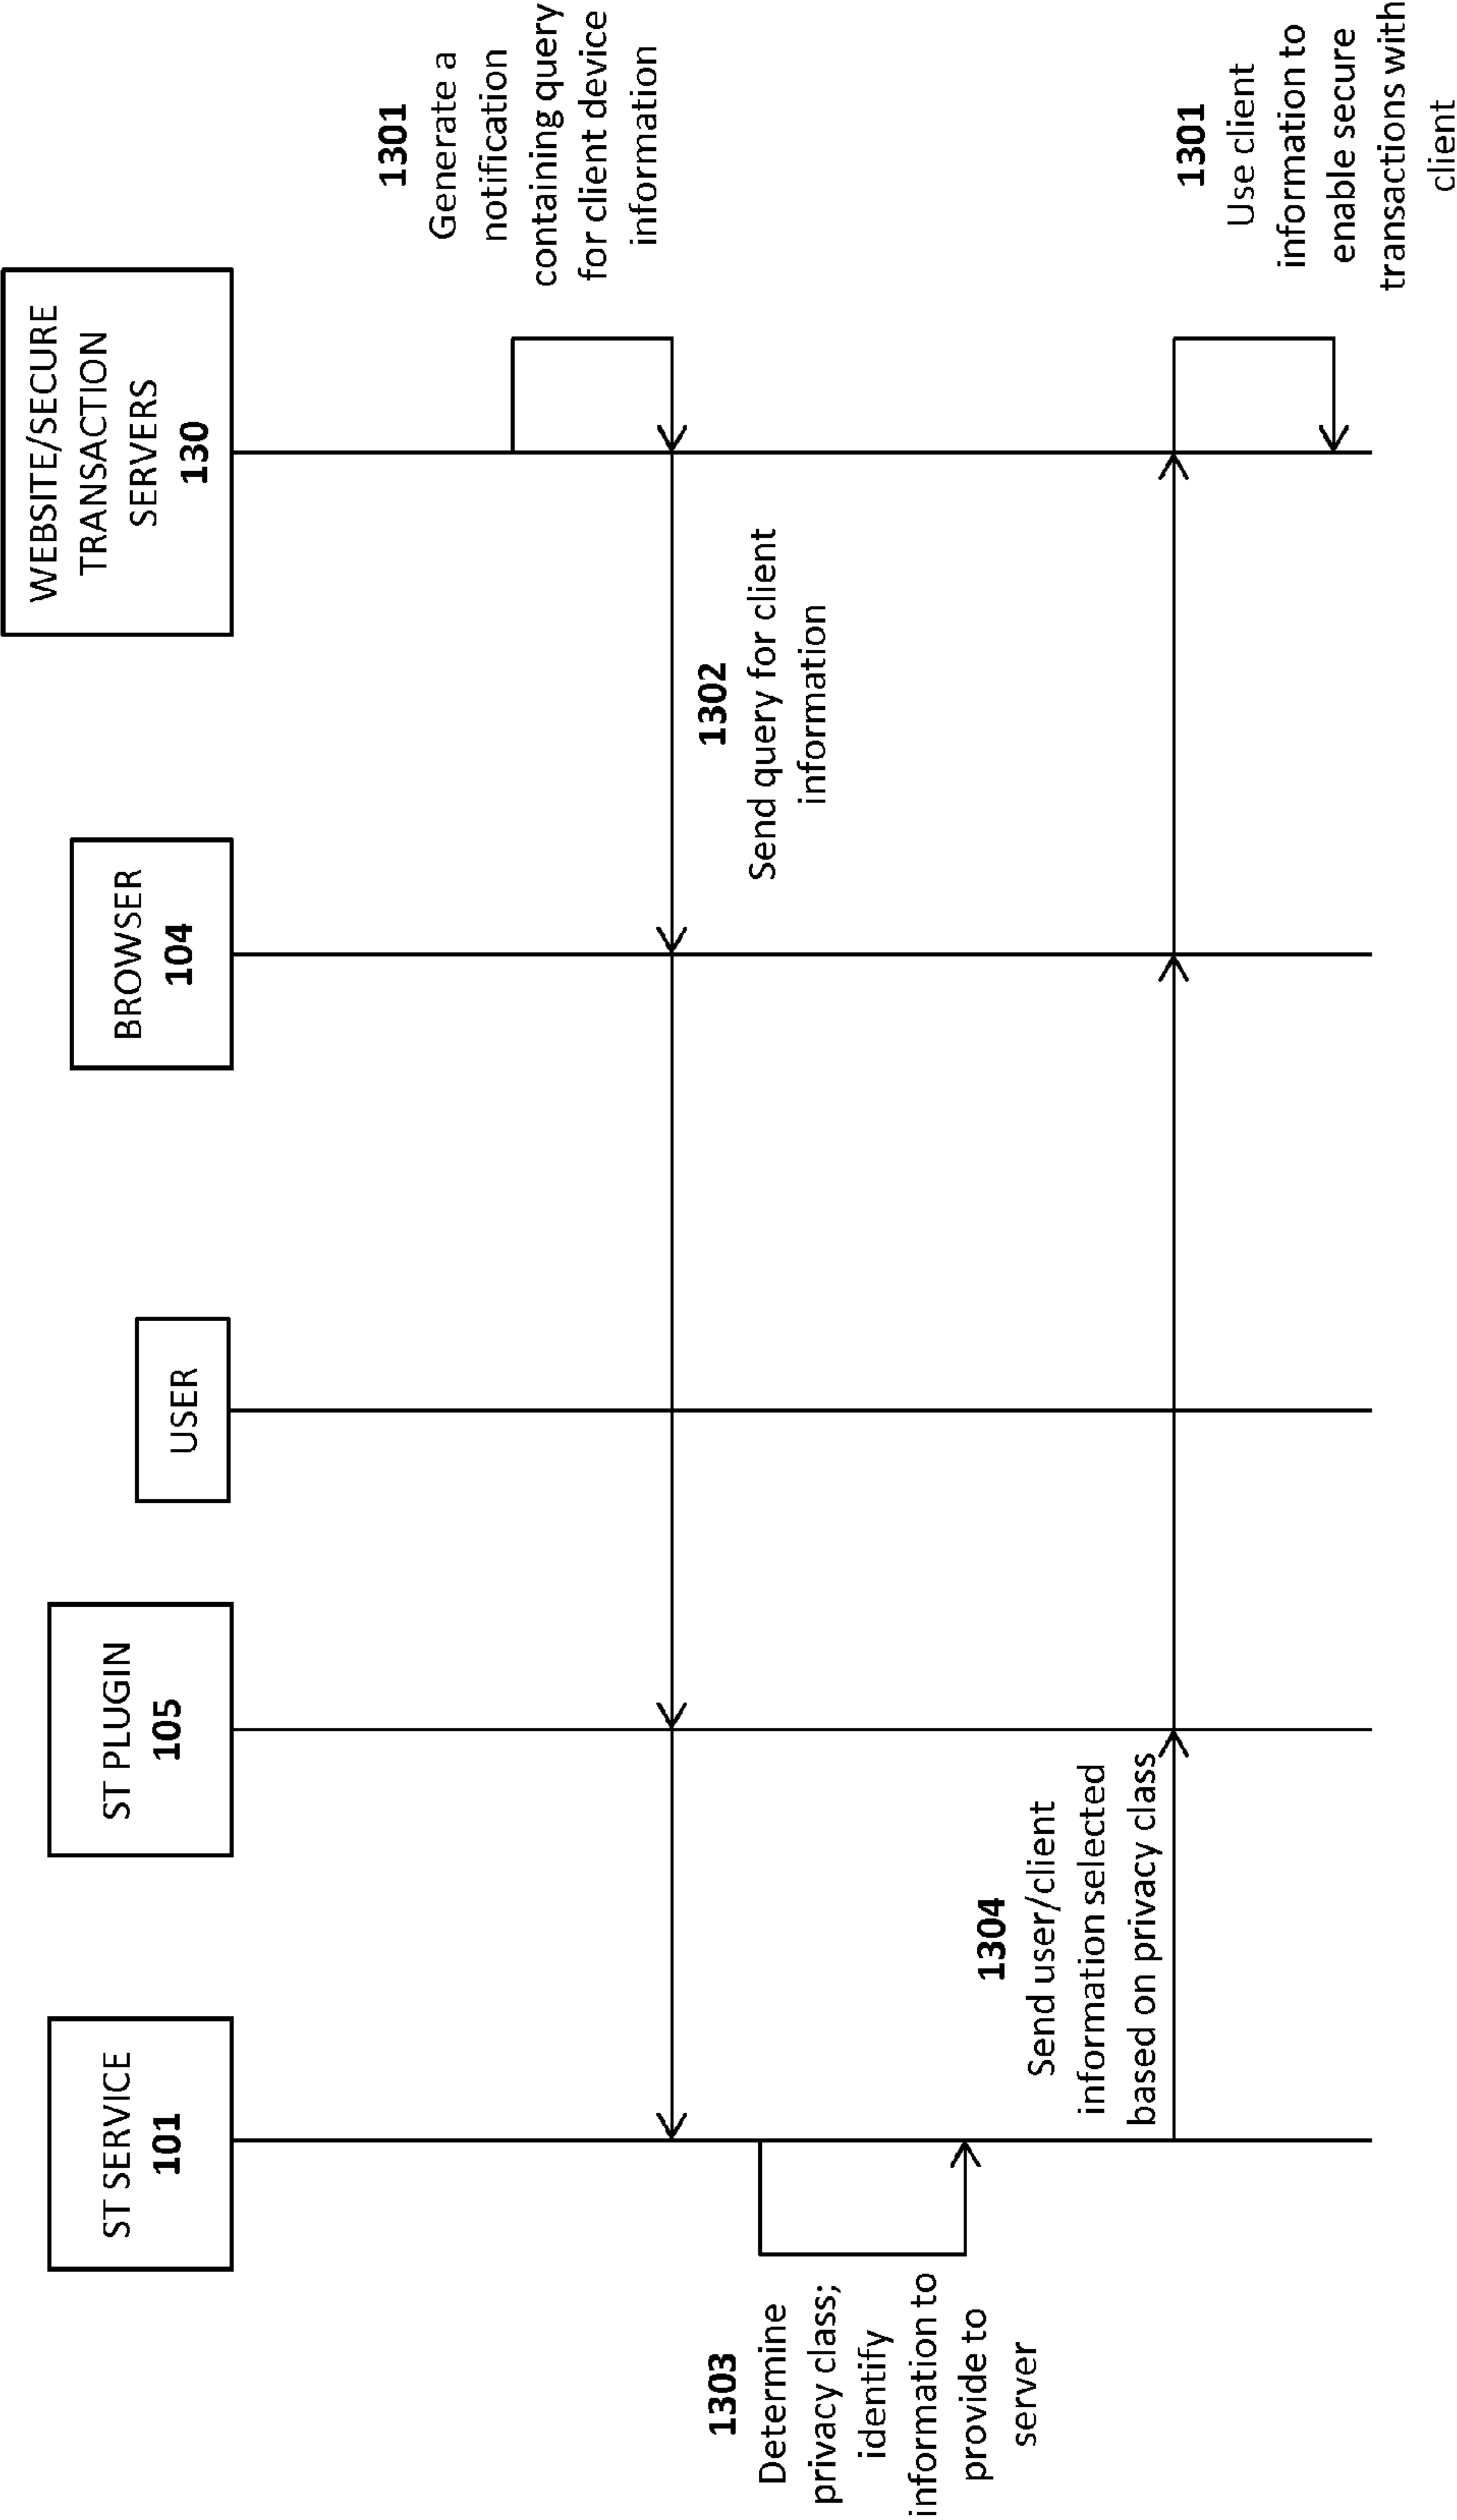 ST SERVICE
101
ST PLUGIN
105
USER
BROWSER
104
WEBSITE/SECURE
TRANSACTION
SERVERS
130
1301
Generate a
notification
containing query
for client device
information
1302
Send query for client
information
1303
Determine
privacy class;
identify
information to
provide to
server
1304
Send user/client
information selected
based on privacy class
1301
Use client
information to
enable secure
transactions with
client